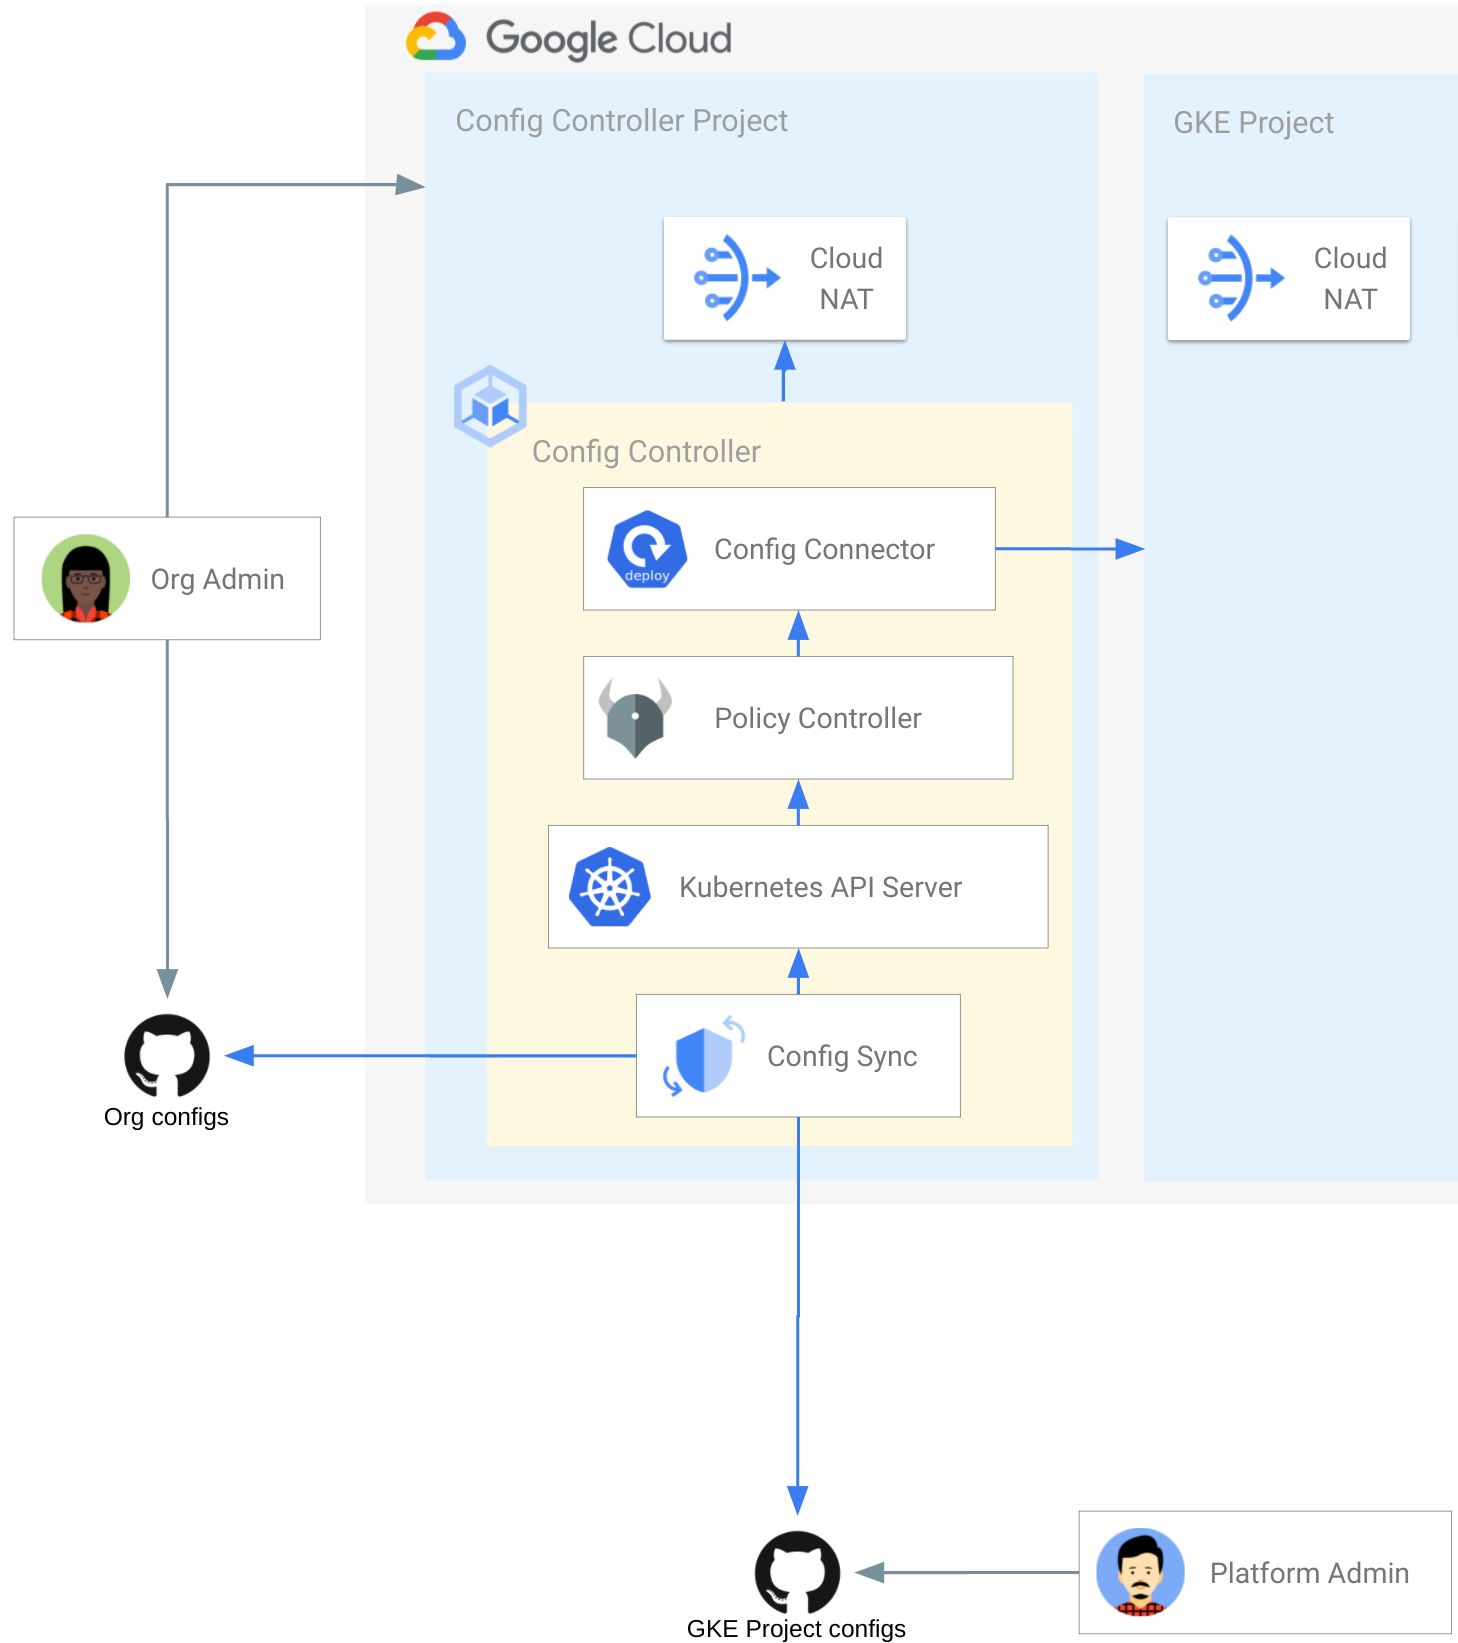 Google Cloud
Config Controller Project
GKE Project
Cloud
NAT
Cloud
NAT
Config Controller
deploy
Config Connector
Org Admin
Policy Controller
Kubernetes API Server
Config Sync
Org configs
Platform Admin
GKE Project configs